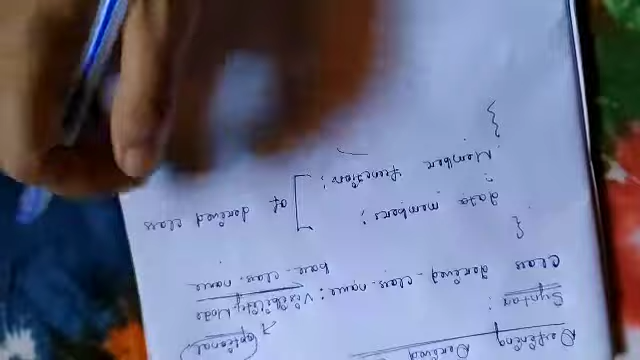 Defining Derived
Syntax :
optional
class derived-class-name : Visibility Mode
base-class-name
{
data members;
:
Member functions;
] of derived class
}